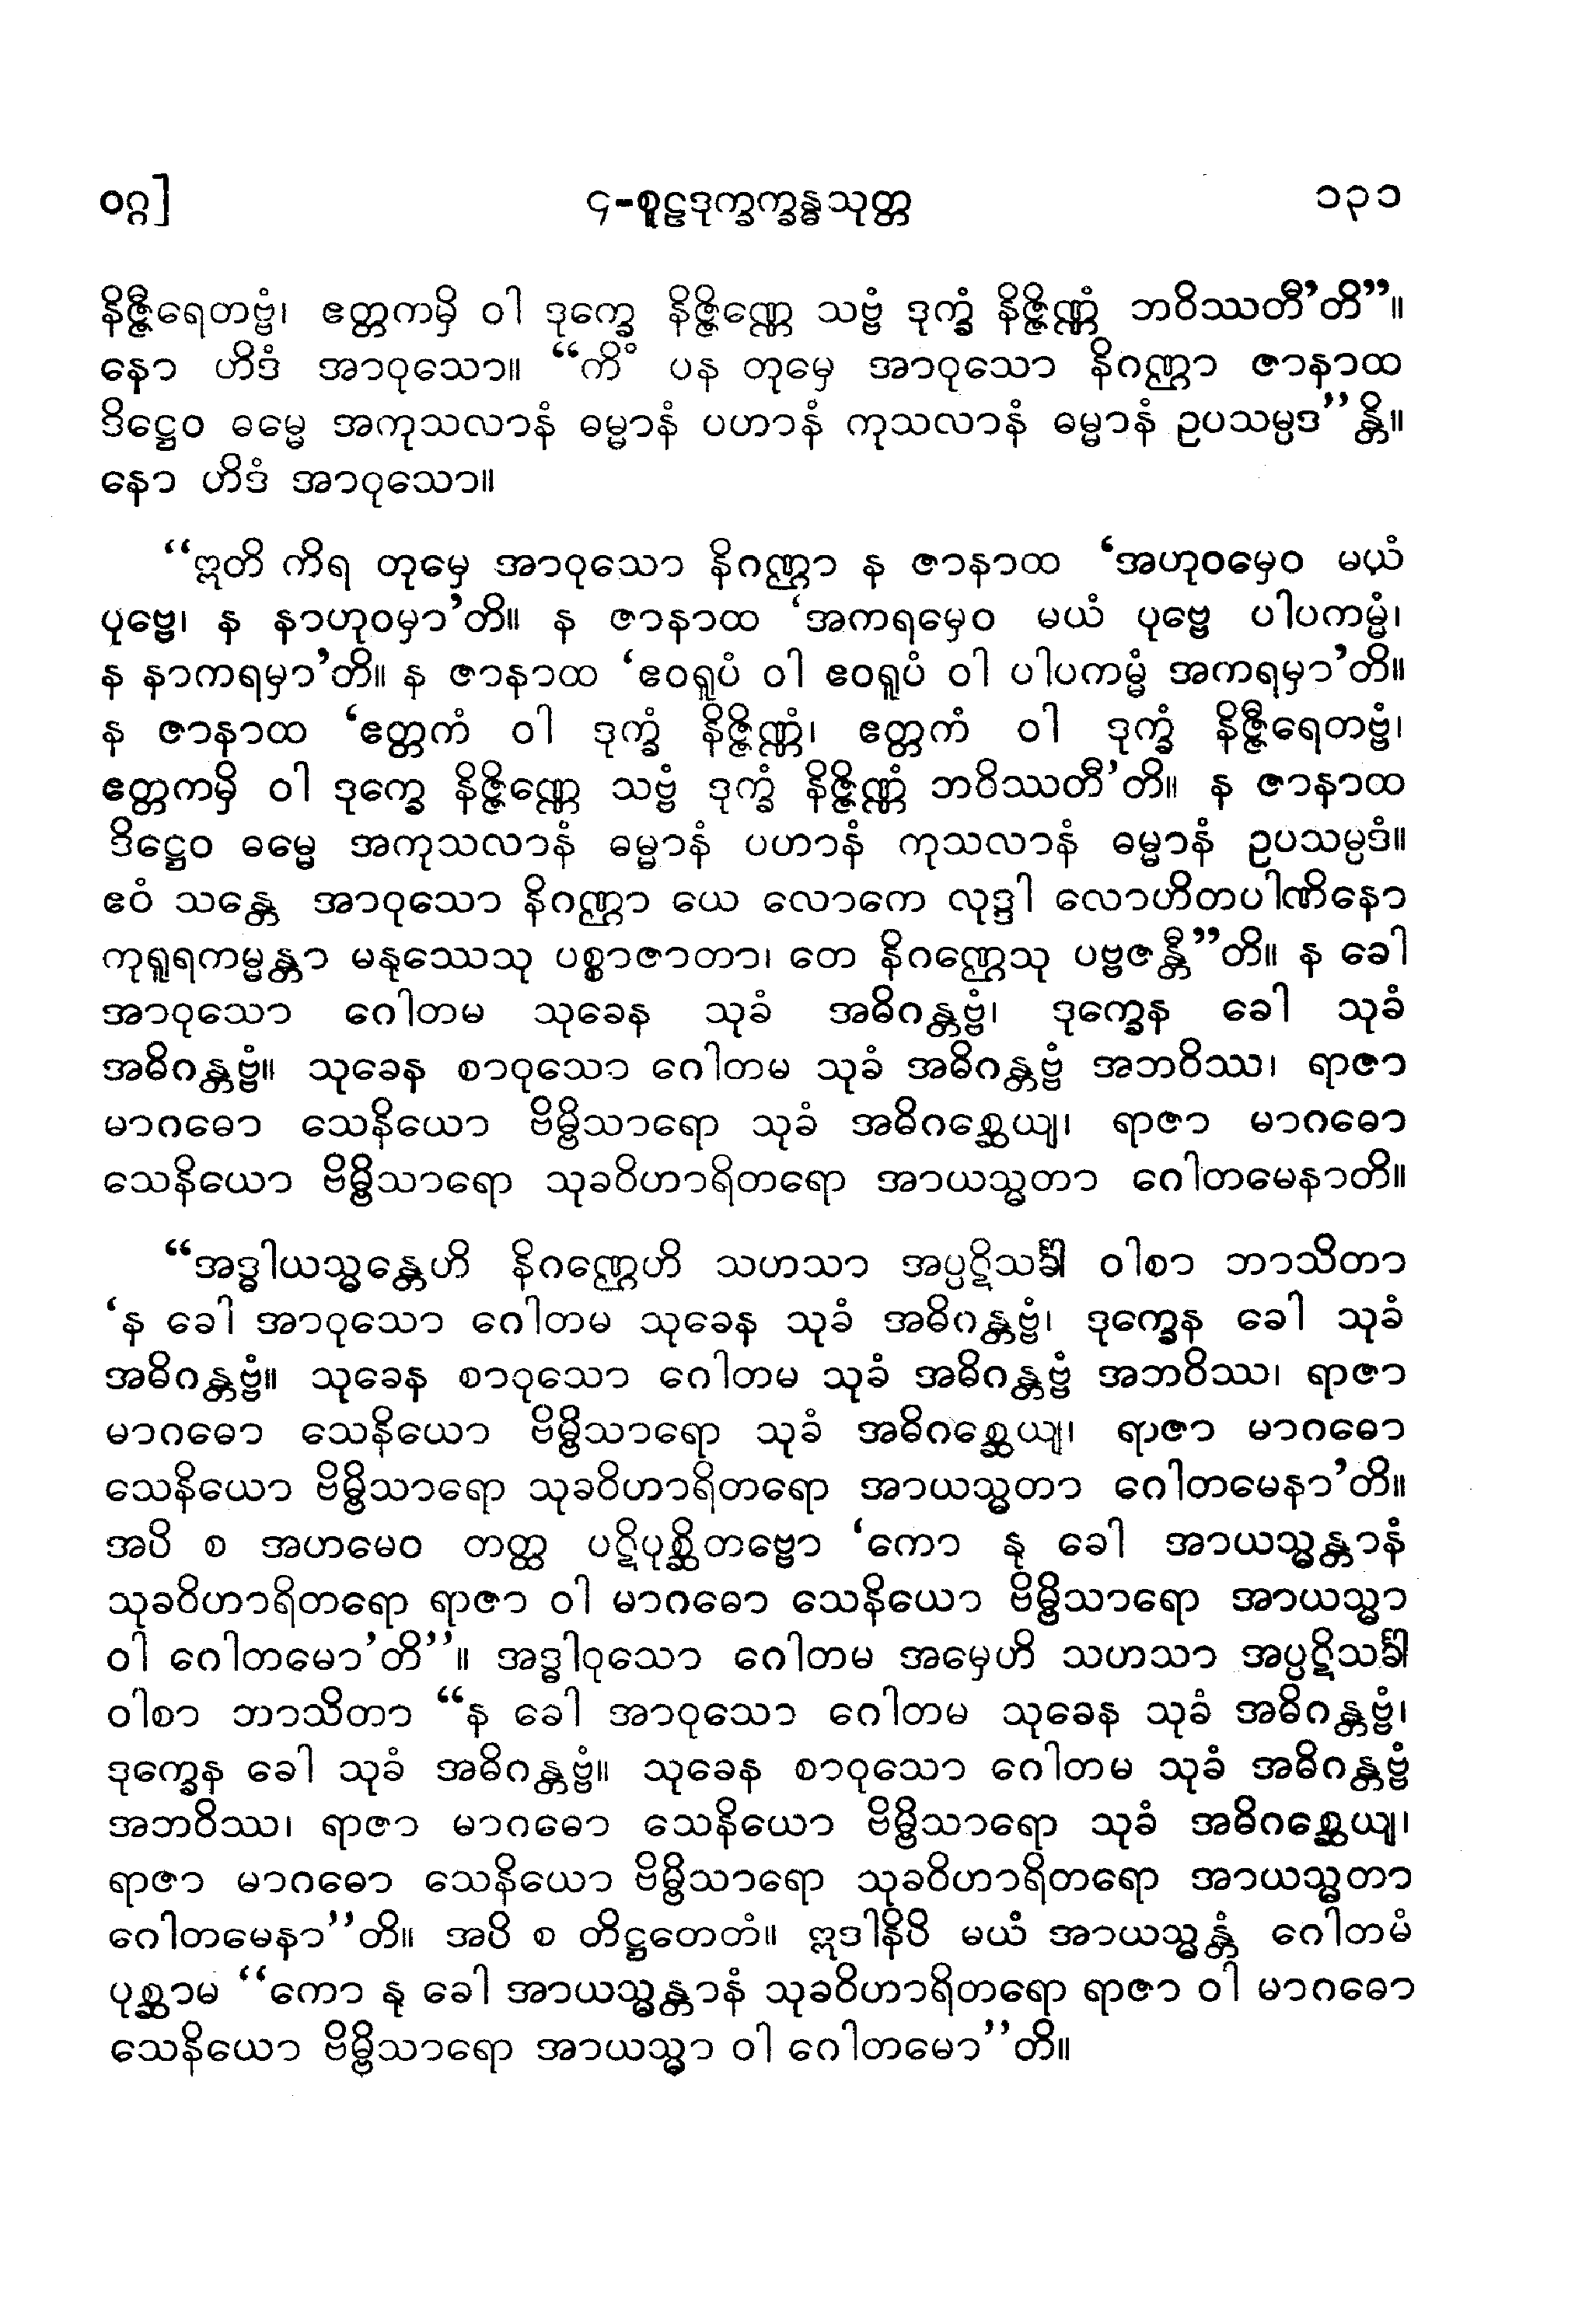 ဝဂ္ဂ] ၄-စူဠဒုက္ခက္ခန္ဓသုတ္တ ၁၃၁
နိဇ္ဇီရေတဗ္ဗံ၊ ဧတ္တကမှိ ဝါ ဒုက္ခေ နိဇ္ဇိဏ္ဏေ သဗ္ဗံ ဒုက္ခံ နိဇ္ဇိဏ္ဏံ ဘဝိဿတီ’တိ”။
နော ဟိဒံ အာဝုသော။ “ကိံ ပန တုမှေ အာဝုသော နိဂဏ္ဌာ ဇာနာထ
ဒိဋ္ဌေဝ ဓမ္မေ အကုသလာနံ ဓမ္မာနံ ပဟာနံ ကုသလာနံ ဓမ္မာနံ ဥပသမ္ပဒ”န္တိ။
နော ဟိဒံ အာဝုသော။
“ဣတိ ကိရ တုမှေ အာဝုသော နိဂဏ္ဌာ န ဇာနာထ ‘အဟုဝမှေဝ မယံ
ပုဗ္ဗေ၊ န နာဟုဝမှာ’တိ။ န ဇာနာထ ‘အကရမှေဝ မယံ ပုဗ္ဗေ ပါပကမ္မံ၊
န နာကရမှာ’တိ။ န ဇာနာထ ‘ဧဝရူပံ ဝါ ဧဝရူပံ ဝါ ပါပကမ္မံ အကရမှာ’တိ။
န ဇာနာထ ‘ဧတ္တကံ ဝါ ဒုက္ခံ နိဇ္ဇိဏ္ဏံ၊ ဧတ္တကံ ဝါ ဒုက္ခံ နိဇ္ဇီရေတဗ္ဗံ၊
ဧတ္တကမှိ ဝါ ဒုက္ခေ နိဇ္ဇိဏ္ဏေ သဗ္ဗံ ဒုက္ခံ နိဇ္ဇိဏ္ဏံ ဘဝိဿတီ’တိ။ န ဇာနာထ
ဒိဋ္ဌေဝ ဓမ္မေ အကုသလာနံ ဓမ္မာနံ ပဟာနံ ကုသလာနံ ဓမ္မာနံ ဥပသမ္ပဒံ။
ဧဝံ သန္တေ အာဝုသော နိဂဏ္ဌာ ယေ လောကေ လုဒ္ဒါ လောဟိတပါဏိနော
ကုရူရကမ္မန္တာ မနုဿေသု ပစ္စာဇာတာ၊ တေ နိဂဏ္ဌေသု ပဗ္ဗဇန္တီ”တိ။ န ခေါ
အာဝုသော ဂေါတမ သုခေန သုခံ အဓိဂန္တဗ္ဗံ၊ ဒုက္ခေန ခေါ သုခံ
အဓိဂန္တဗ္ဗံ။ သုခေန စာဝုသော ဂေါတမ သုခံ အဓိဂန္တဗ္ဗံ အဘဝိဿ၊ ရာဇာ
မာဂဓော သေနိယော ဗိမ္ဗိသာရော သုခံ အဓိဂစ္ဆေယျ၊ ရာဇာ မာဂဓော
သေနိယော ဗိမ္ဗိသာရော သုခဝိဟာရိတရော အာယသ္မတာ ဂေါတမေနာတိ။
“အဒ္ဓါယသ္မန္တေဟိ နိဂဏ္ဌေဟိ သဟသာ အပ္ပဋိသင်္ခါ ဝါစာ ဘာသိတာ
‘န ခေါ အာဝုသော ဂေါတမ သုခေန သုခံ အဓိဂန္တဗ္ဗံ၊ ဒုက္ခေန ခေါ သုခံ
အဓိဂန္တဗ္ဗံ။ သုခေန စာဝုသော ဂေါတမ သုခံ အဓိဂန္တဗ္ဗံ အဘဝိဿ၊ ရာဇာ
မာဂဓော သေနိယော ဗိမ္ဗိသာရော သုခံ အဓိဂစ္ဆေယျ၊ ရာဇာ မာဂဓော
သေနိယော ဗိမ္ဗိသာရော သုခဝိဟာရိတရော အာယသ္မတာ ဂေါတမေနာ’တိ။
အပိ စ အဟမေဝ တတ္ထ ပဋိပုစ္ဆိတဗ္ဗော ‘ကော နု ခေါ အာယသ္မန္တာနံ
သုခဝိဟာရိတရော ရာဇာ ဝါ မာဂဓော သေနိယော ဗိမ္ဗိသာရော အာယသ္မာ
ဝါ ဂေါတမော’တိ”။ အဒ္ဓါဝုသော ဂေါတမ အမှေဟိ သဟသာ အပ္ပဋိသင်္ခါ
ဝါစာ ဘာသိတာ “န ခေါ အာဝုသော ဂေါတမ သုခေန သုခံ အဓိဂန္တဗ္ဗံ၊
ဒုက္ခေန ခေါ သုခံ အဓိဂန္တဗ္ဗံ။ သုခေန စာဝုသော ဂေါတမ သုခံ အဓိဂန္တဗ္ဗံ
အဘဝိဿ၊ ရာဇာ မာဂဓော သေနိယော ဗိမ္ဗိသာရော သုခံ အဓိဂစ္ဆေယျ၊
ရာဇာ မာဂဓော သေနိယော ဗိမ္ဗိသာရော သုခဝိဟာရိတရော အာယသ္မတာ
ဂေါတမေနာ”တိ။ အပိ စ တိဋ္ဌတေတံ။ ဣဒါနိပိ မယံ အာယသ္မန္တံ ဂေါတမံ
ပုစ္ဆာမ “ကော နု ခေါ အာယသ္မန္တာနံ သုခဝိဟာရိတရော ရာဇာ ဝါ မာဂဓော
သေနိယော ဗိမ္ဗိသာရော အာယသ္မာ ဝါ ဂေါတမော”တိ။